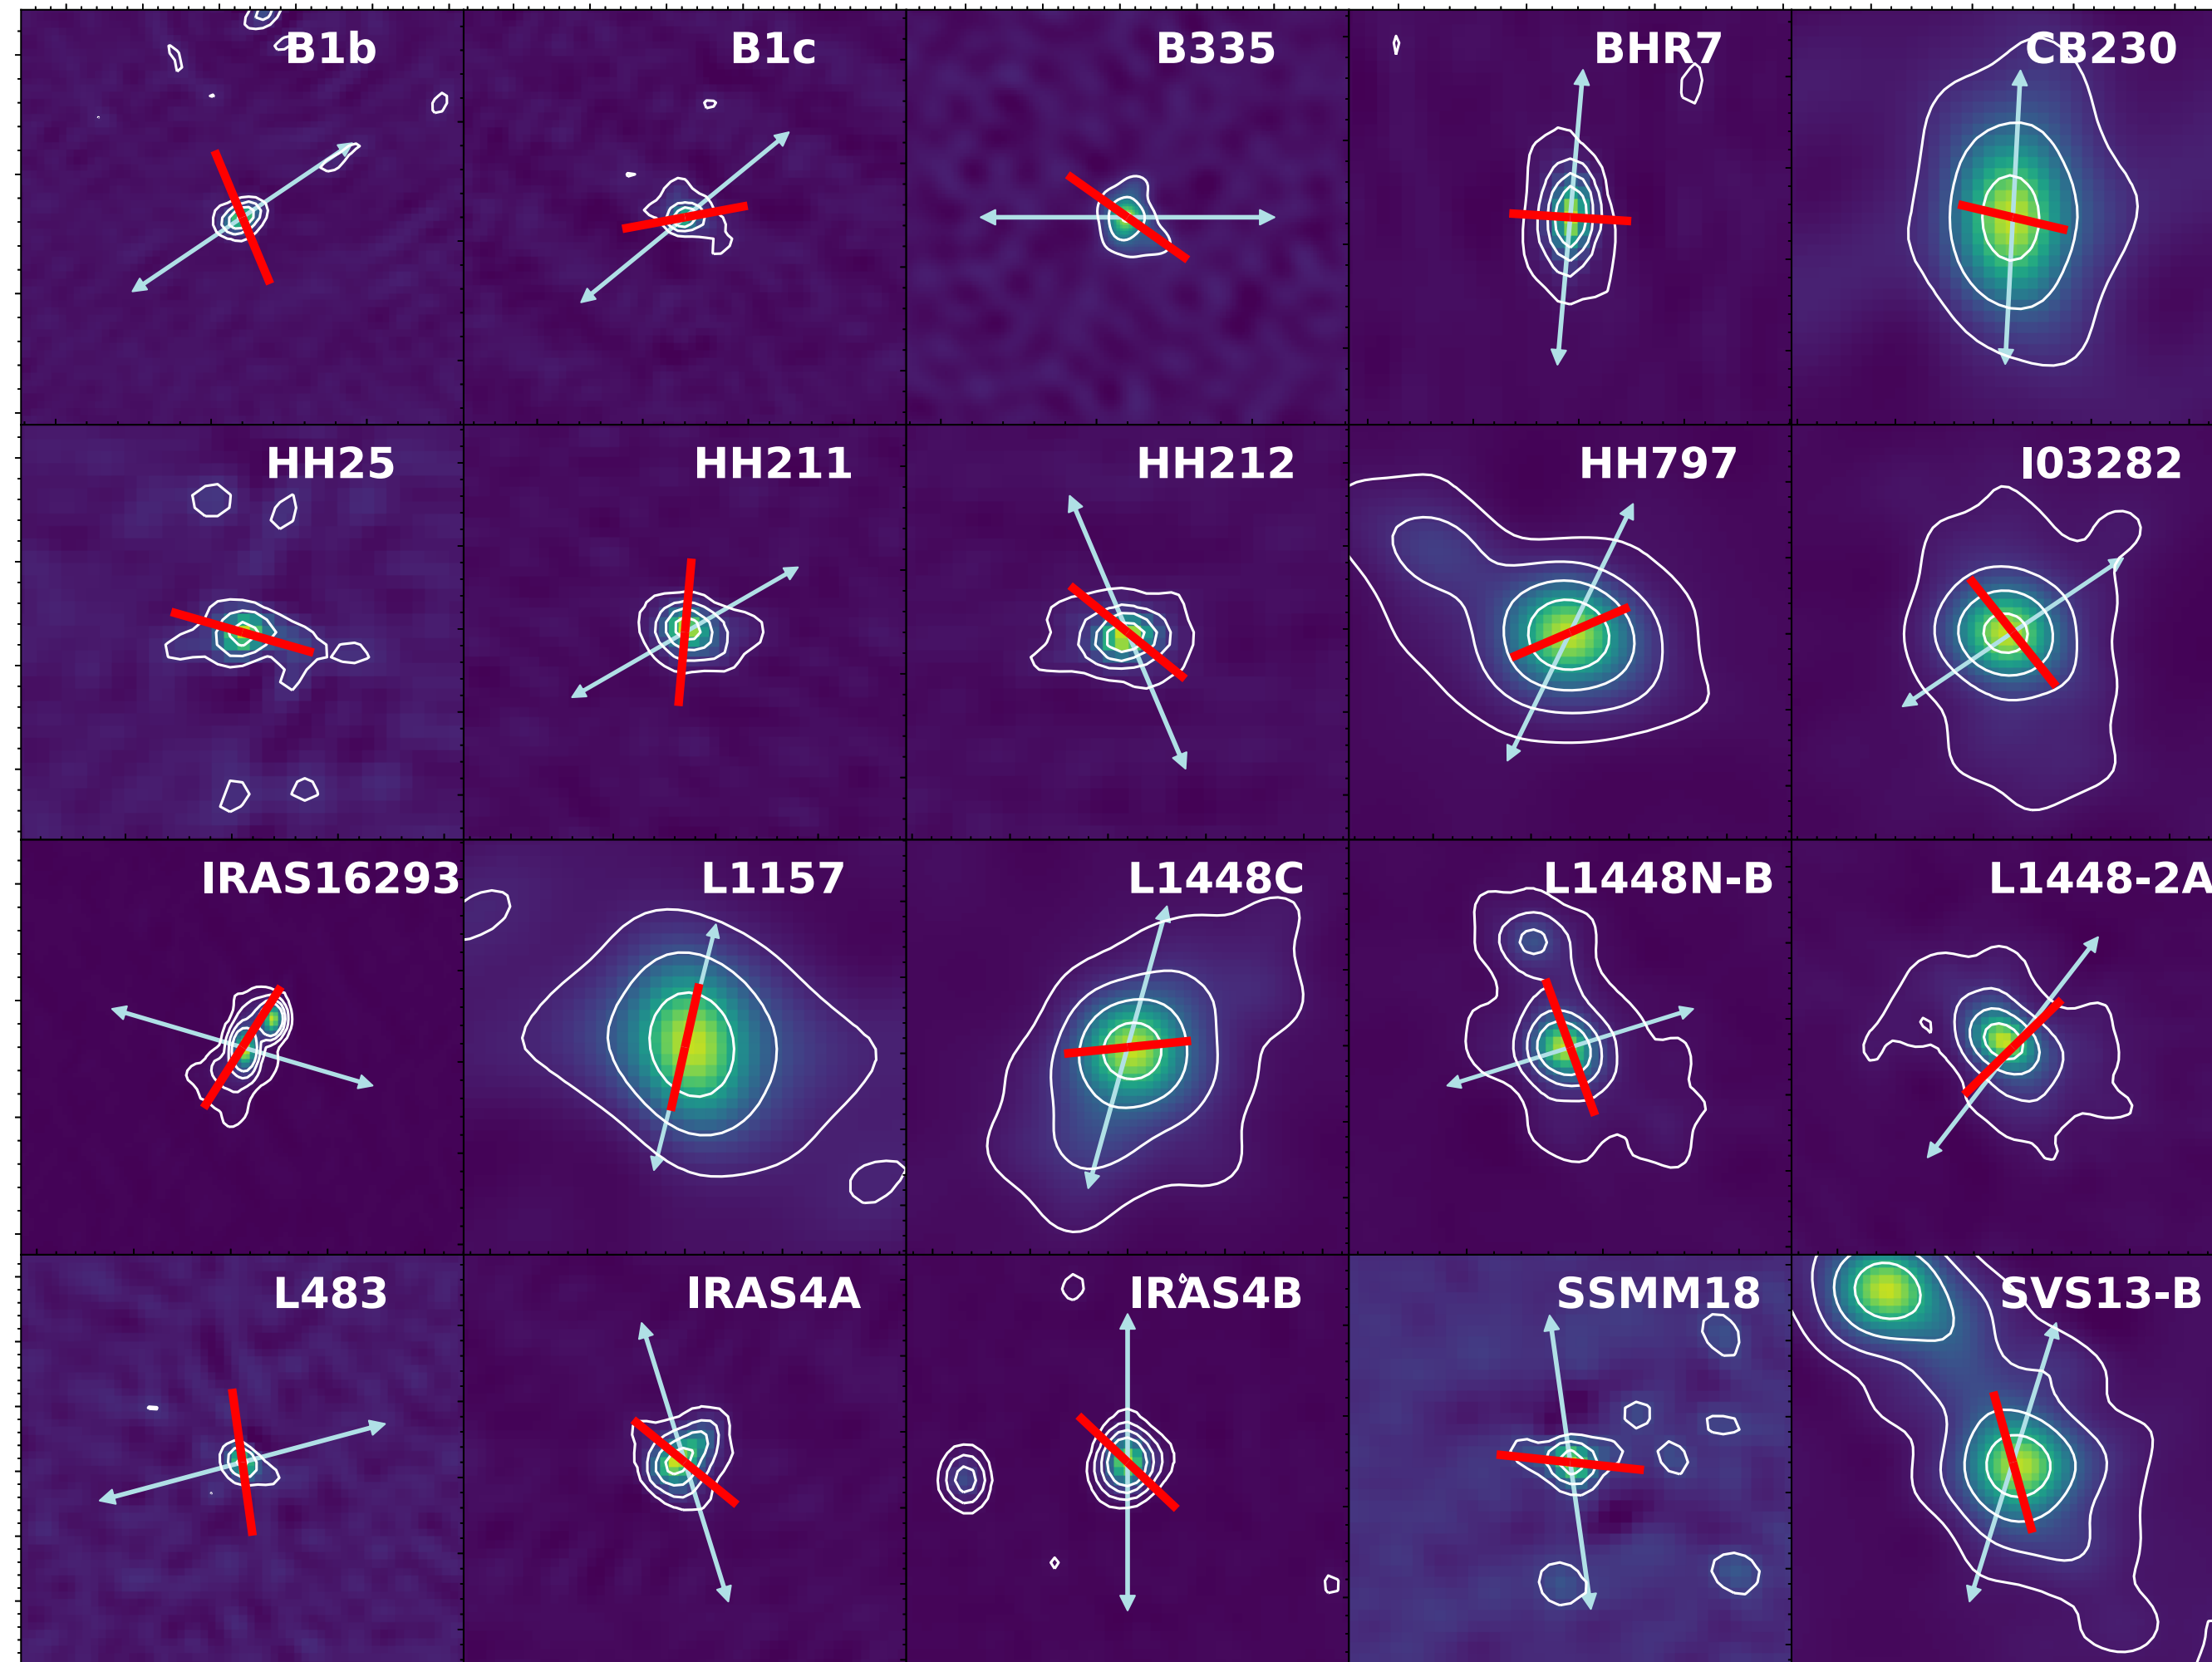 B1b
B1c
B335
BHR7
CB230
HH25
HH211
HH212
HH797
I03282
IRAS16293
L1157
L1448C
L1448N-B
L1448-2A
L483
IRAS4A
IRAS4B
SSMM18
SVS13-B